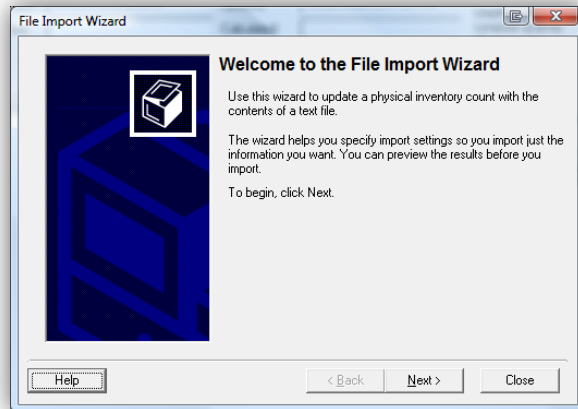 File Import Wizard
Welcome to the File Import Wizard
Use this wizard to update a physical inventory count with the
contents of a text file.
The wizard helps you specify import settings so you import just the
information you want. You can preview the results before you
import.
To begin, click Next.
Help
< Back
Next >
Close